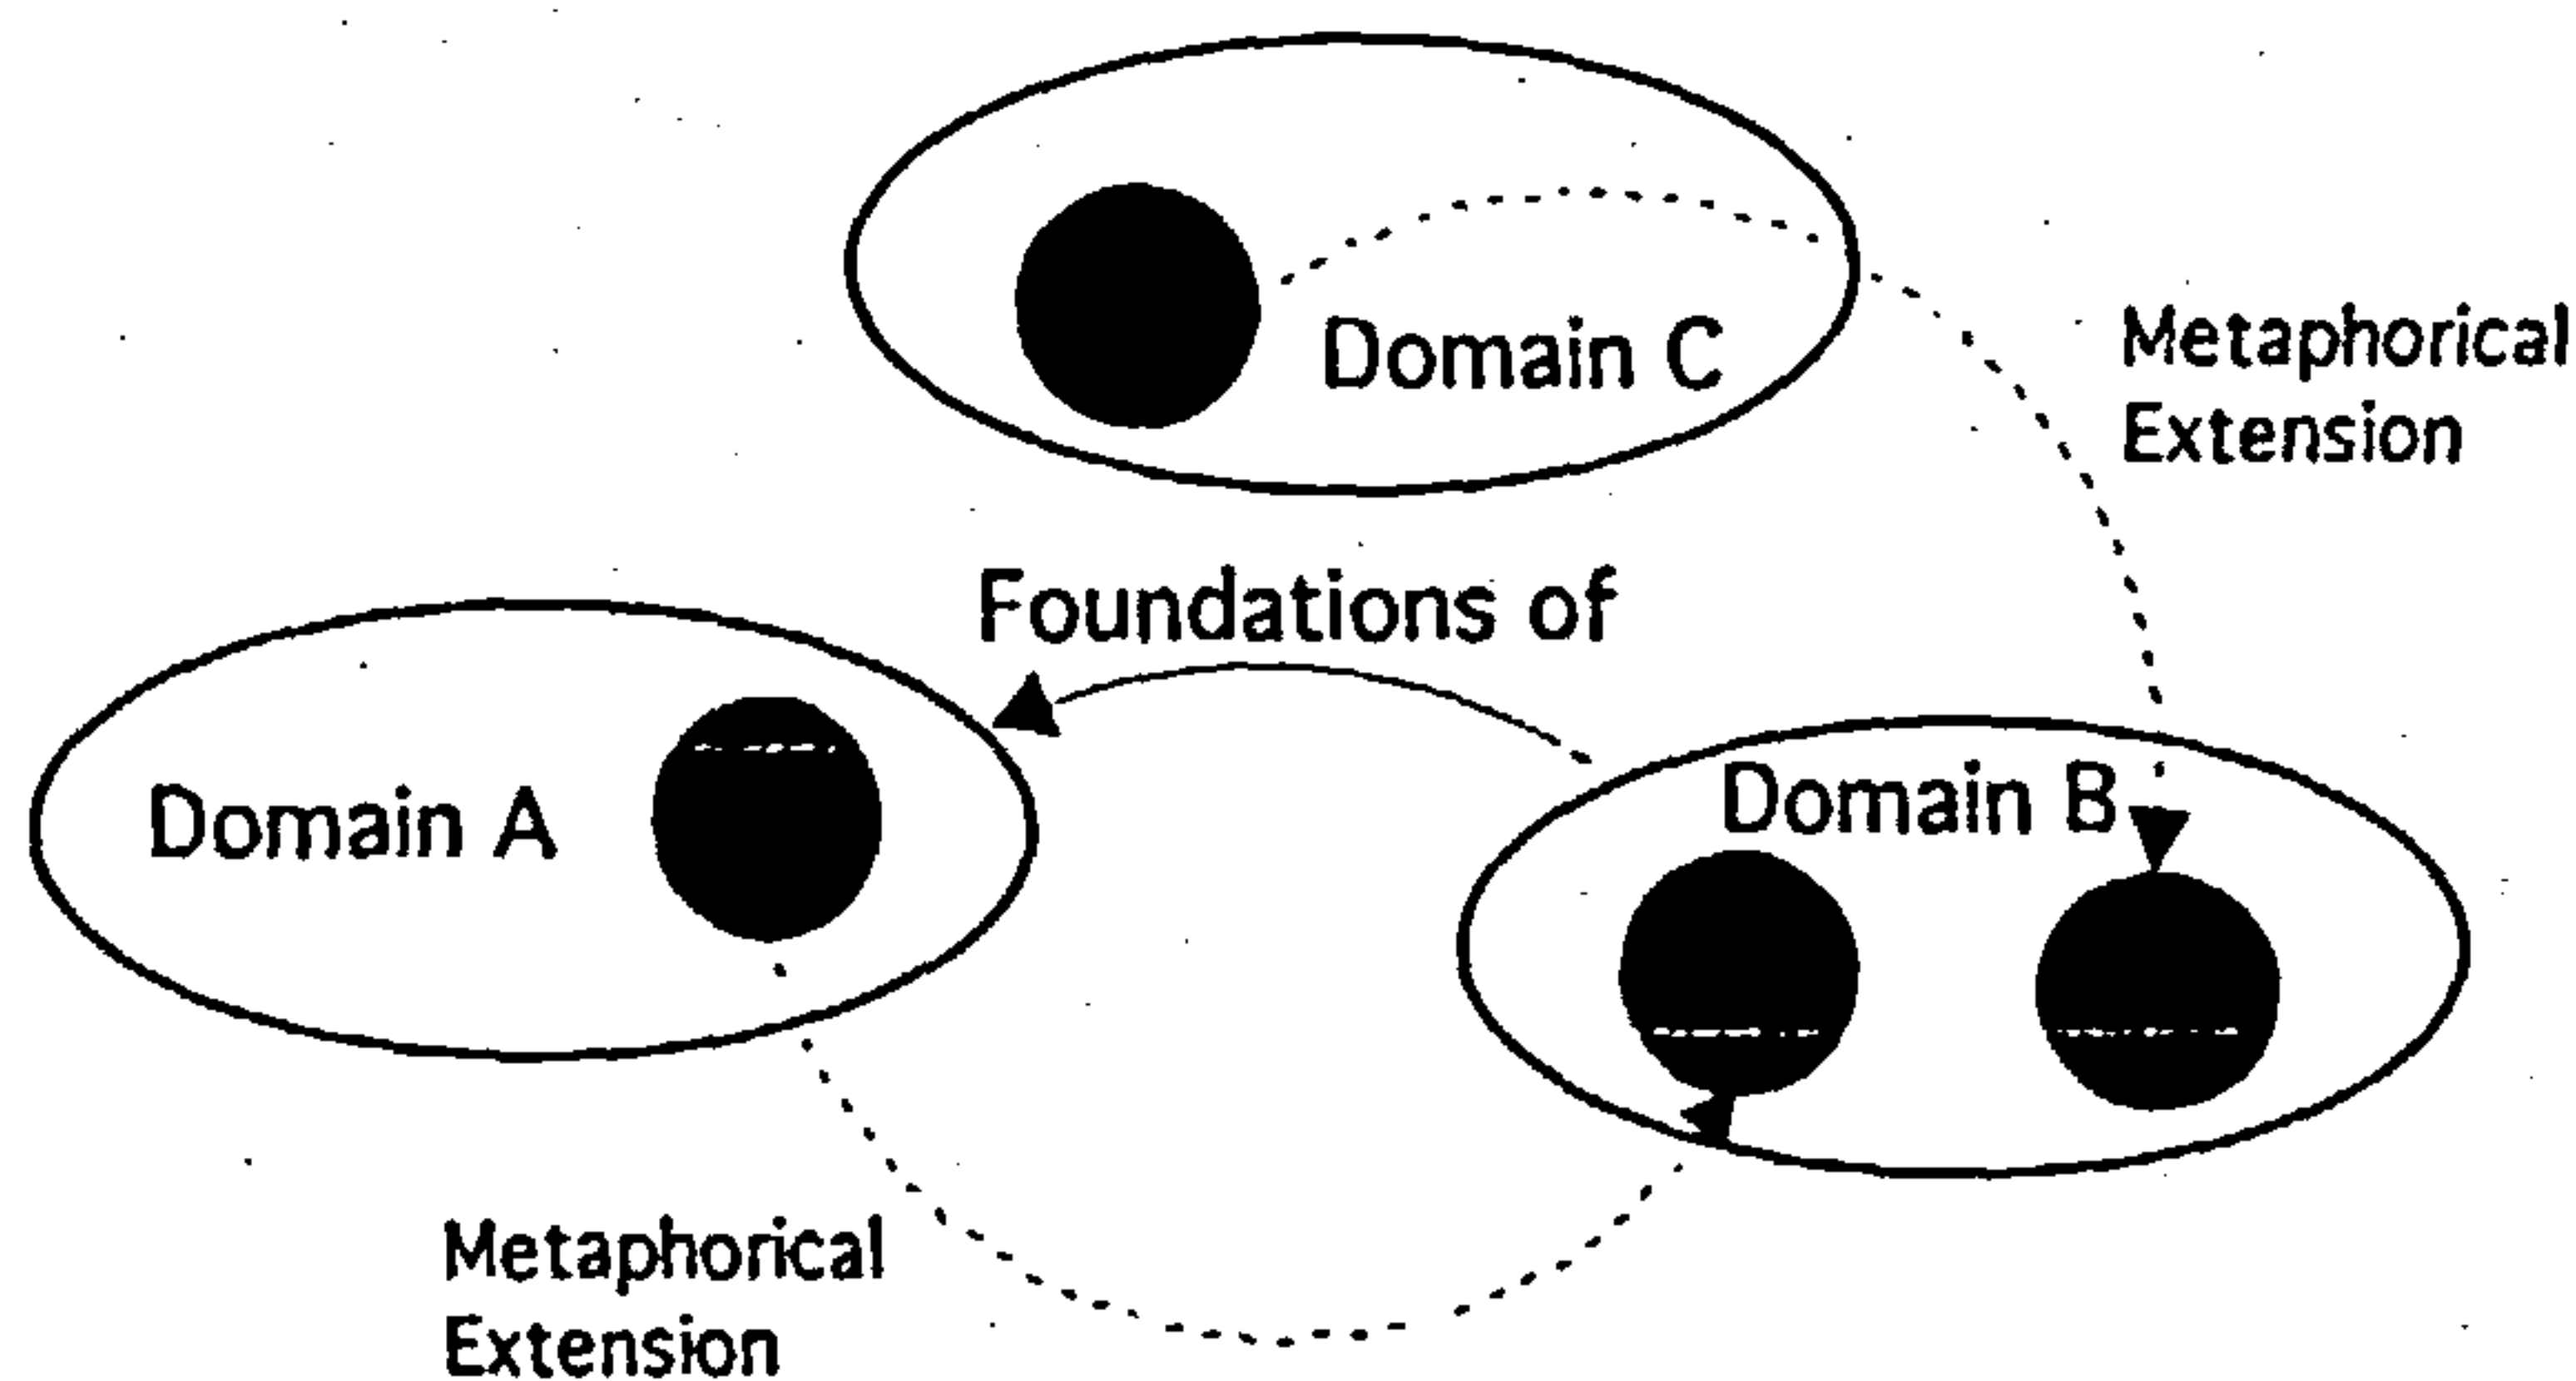 Domain C
Metaphorical
Extension
Foundations of
Domain A
Domain B
Metaphorical
Extension